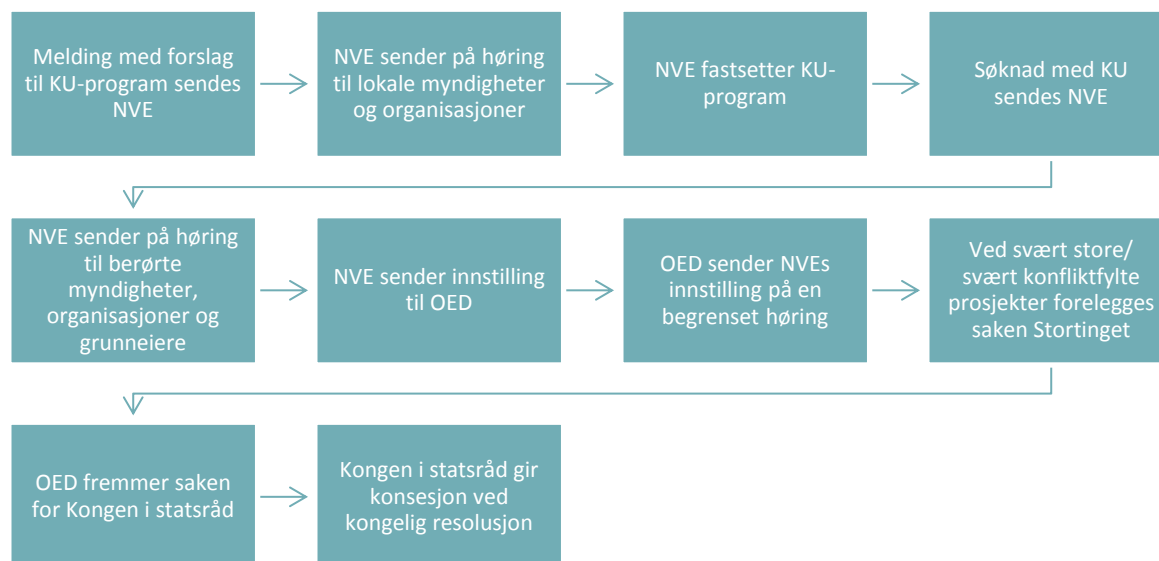 Melding med forslag
til KU-program sendes
NVE
NVE sender på høring
til lokale myndigheter
og organisasjoner
NVE fastsetter KU-
program
Søknad med KU
sendes NVE
NVE sender på høring
til berørte
myndigheter,
organisasjoner og
grunneiere
NVE sender innstilling
til OED
OED sender NVEs
innstilling på en
begrenset høring
Ved svært store/
svært konfliktfylte
prosjekter forelegges
saken Stortinget
OED fremmer saken
for Kongen i statsråd
Kongen i statsråd gir
konsesjon ved
kongelig resolusjon